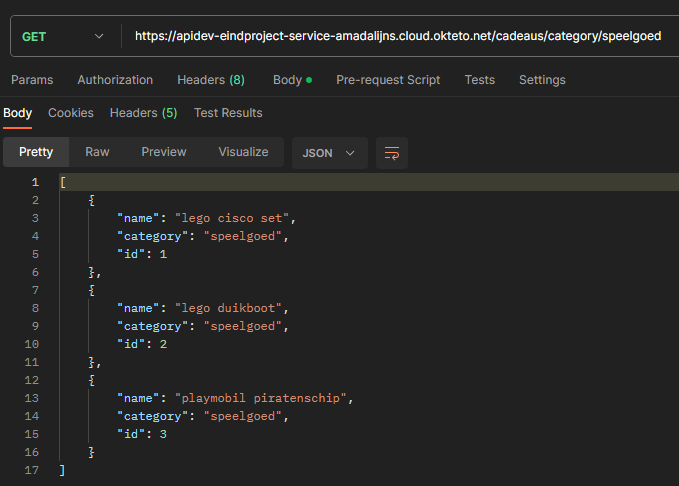 GET https://apidev-eindproject-service-amadalijns.cloud.okteto.net/cadeaus/category/speelgoed
Params Authorization Headers (8) Body Pre-request Script Tests Settings
Body Cookies Headers (5) Test Results
Pretty Raw Preview Visualize JSON
1 [
2 {
3 "name": "lego cisco set",
4 "category": "speelgoed",
5 "id": 1
6 },
7 {
8 "name": "lego duikboot",
9 "category": "speelgoed",
10 "id": 2
11 },
12 {
13 "name": "playmobil piratenschip",
14 "category": "speelgoed",
15 "id": 3
16 }
17 ]